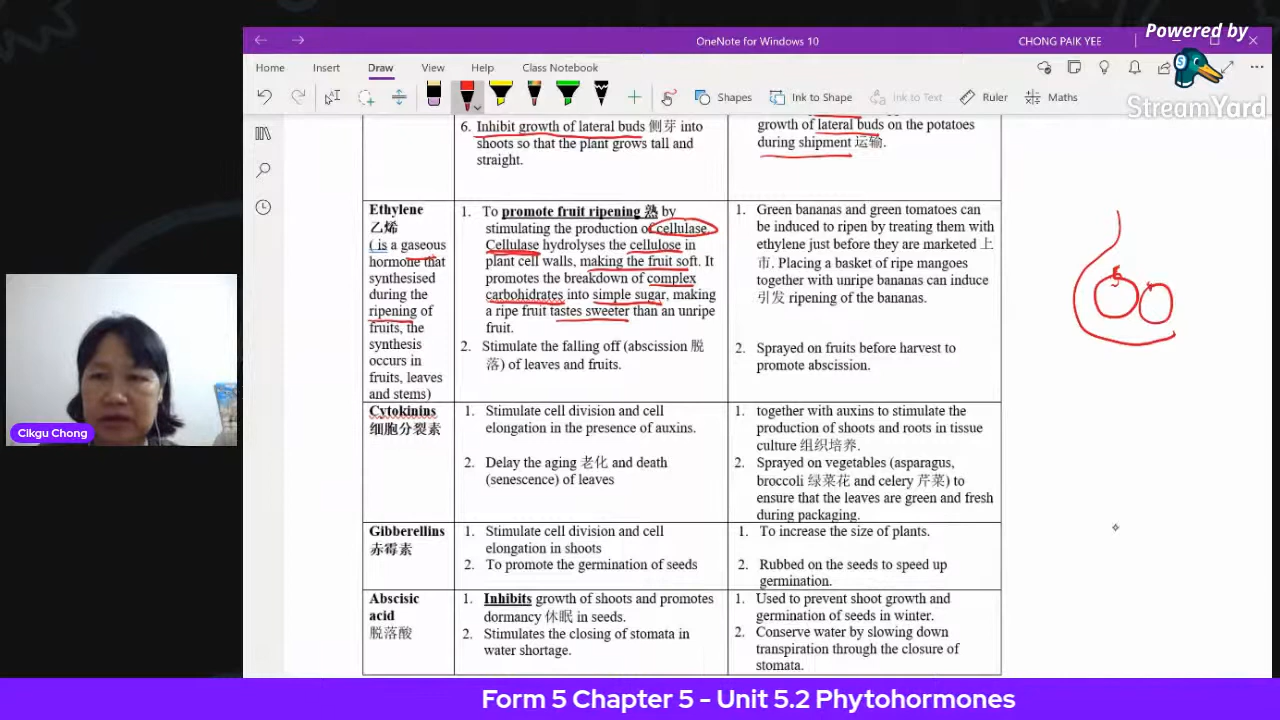 Powered by
StreamYard
OneNote for Windows 10
CHONG PAIK YEE
Home
Insert
Draw
View
Help
Class Notebook
Shapes
Ink to Shape
Ink to Text
Ruler
Maths
6. Inhibit growth of lateral buds 侧芽 into
shoots so that the plant grows tall and
straight.
growth of lateral buds on the potatoes
during shipment 运输.
Ethylene
乙烯
( is a gaseous
hormone that
synthesised
during the
ripening of
fruits, the
synthesis
occurs in
fruits, leaves
and stems)
1. To promote fruit ripening 熟 by
stimulating the production of cellulase.
Cellulase hydrolyses the cellulose in
plant cell walls, making the fruit soft. It
promotes the breakdown of complex
carbohydrates into simple sugar, making
a ripe fruit tastes sweeter than an unripe
fruit.
2. Stimulate the falling off (abscission 脱
落) of leaves and fruits.
1. Green bananas and green tomatoes can
be induced to ripen by treating them with
ethylene just before they are marketed 上
市. Placing a basket of ripe mangoes
together with unripe bananas can induce
引发 ripening of the bananas.
2. Sprayed on fruits before harvest to
promote abscission.
Cytokinins
细胞分裂素
1. Stimulate cell division and cell
elongation in the presence of auxins.
2. Delay the aging 老化 and death
(senescence) of leaves
1. together with auxins to stimulate the
production of shoots and roots in tissue
culture 组织培养.
2. Sprayed on vegetables (asparagus,
broccoli 绿菜花 and celery 芹菜) to
ensure that the leaves are green and fresh
during packaging.
Gibberellins
赤霉素
1. Stimulate cell division and cell
elongation in shoots
2. To promote the germination of seeds
1. To increase the size of plants.
2. Rubbed on the seeds to speed up
germination.
Abscisic
acid
脱落酸
1. Inhibits growth of shoots and promotes
dormancy 休眠 in seeds.
2. Stimulates the closing of stomata in
water shortage.
1. Used to prevent shoot growth and
germination of seeds in winter.
2. Conserve water by slowing down
transpiration through the closure of
stomata.
Cikgu Chong
Form 5 Chapter 5 - Unit 5.2 Phytohormones